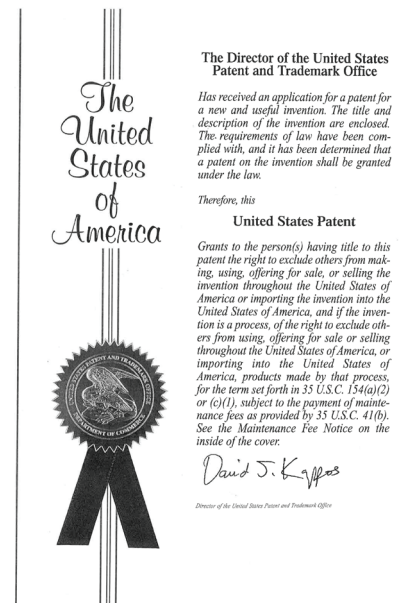 The
United
States
of
America
PATENT AND TRADEMARK OFFICE
DEPARTMENT OF COMMERCE
The Director of the United States
Patent and Trademark Office
Has received an application for a patent for
a new and useful invention. The title and
description of the invention are enclosed.
The requirements of law have been com-
plied with, and it has been determined that
a patent on the invention shall be granted
under the law.
Therefore, this
United States Patent
Grants to the person(s) having title to this
patent the right to exclude others from mak-
ing, using, offering for sale, or selling the
invention throughout the United States of
America or importing the invention into the
United States of America, and if the inven-
tion is a process, of the right to exclude oth-
ers from using, offering for sale or selling
throughout the United States of America, or
importing into the United States of
America, products made by that process,
for the term set forth in 35 U.S.C. 154(a)(2)
or (c)(1), subject to the payment of mainte-
nance fees as provided by 35 U.S.C. 41(b).
See the Maintenance Fee Notice on the
inside of the cover.
David J. Kappos
Director of the United States Patent and Trademark Office